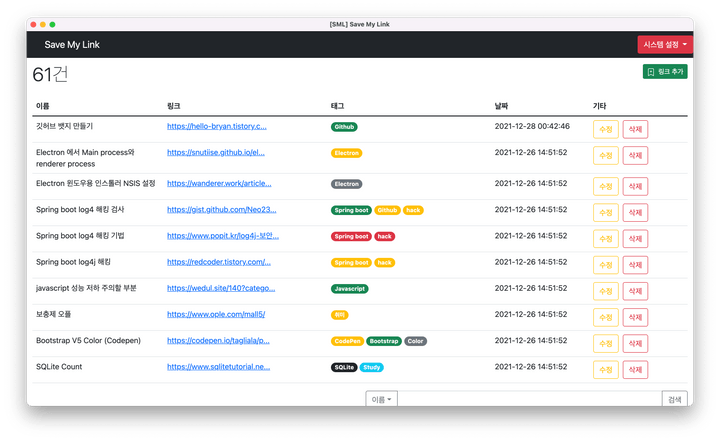 [SML] Save My Link
Save My Link
시스템 설정
61건
링크 추가
이름 링크 태그 날짜 기타
깃허브 뱃지 만들기 https://hello-bryan.tistory.c... Github 2021-12-28 00:42:46 수정 삭제
Electron 에서 Main process와
renderer process https://snutiise.github.io/el... Electron 2021-12-26 14:51:52 수정 삭제
Electron 윈도우용 인스톨러 NSIS 설정 https://wanderer.work/article... Electron 2021-12-26 14:51:52 수정 삭제
Spring boot log4 해킹 검사 https://gist.github.com/Neo23... Spring boot Github hack 2021-12-26 14:51:52 수정 삭제
Spring boot log4 해킹 기법 https://www.popit.kr/log4j-보안... Spring boot hack 2021-12-26 14:51:52 수정 삭제
Spring boot log4j 해킹 https://redcoder.tistory.com/... Spring boot hack 2021-12-26 14:51:52 수정 삭제
javascript 성능 저하 주의할 부분 https://wedul.site/140?catego... Javascript 2021-12-26 14:51:52 수정 삭제
보충제 오플 https://www.ople.com/mall5/ 2021-12-26 14:51:52 수정 삭제
Bootstrap V5 Color (Codepen) https://codepen.io/tagliala/p... CodePen Bootstrap Color 2021-12-26 14:51:52 수정 삭제
SQLite Count https://www.sqlitetutorial.ne... SQLite Study 2021-12-26 14:51:52 수정 삭제
이름 검색